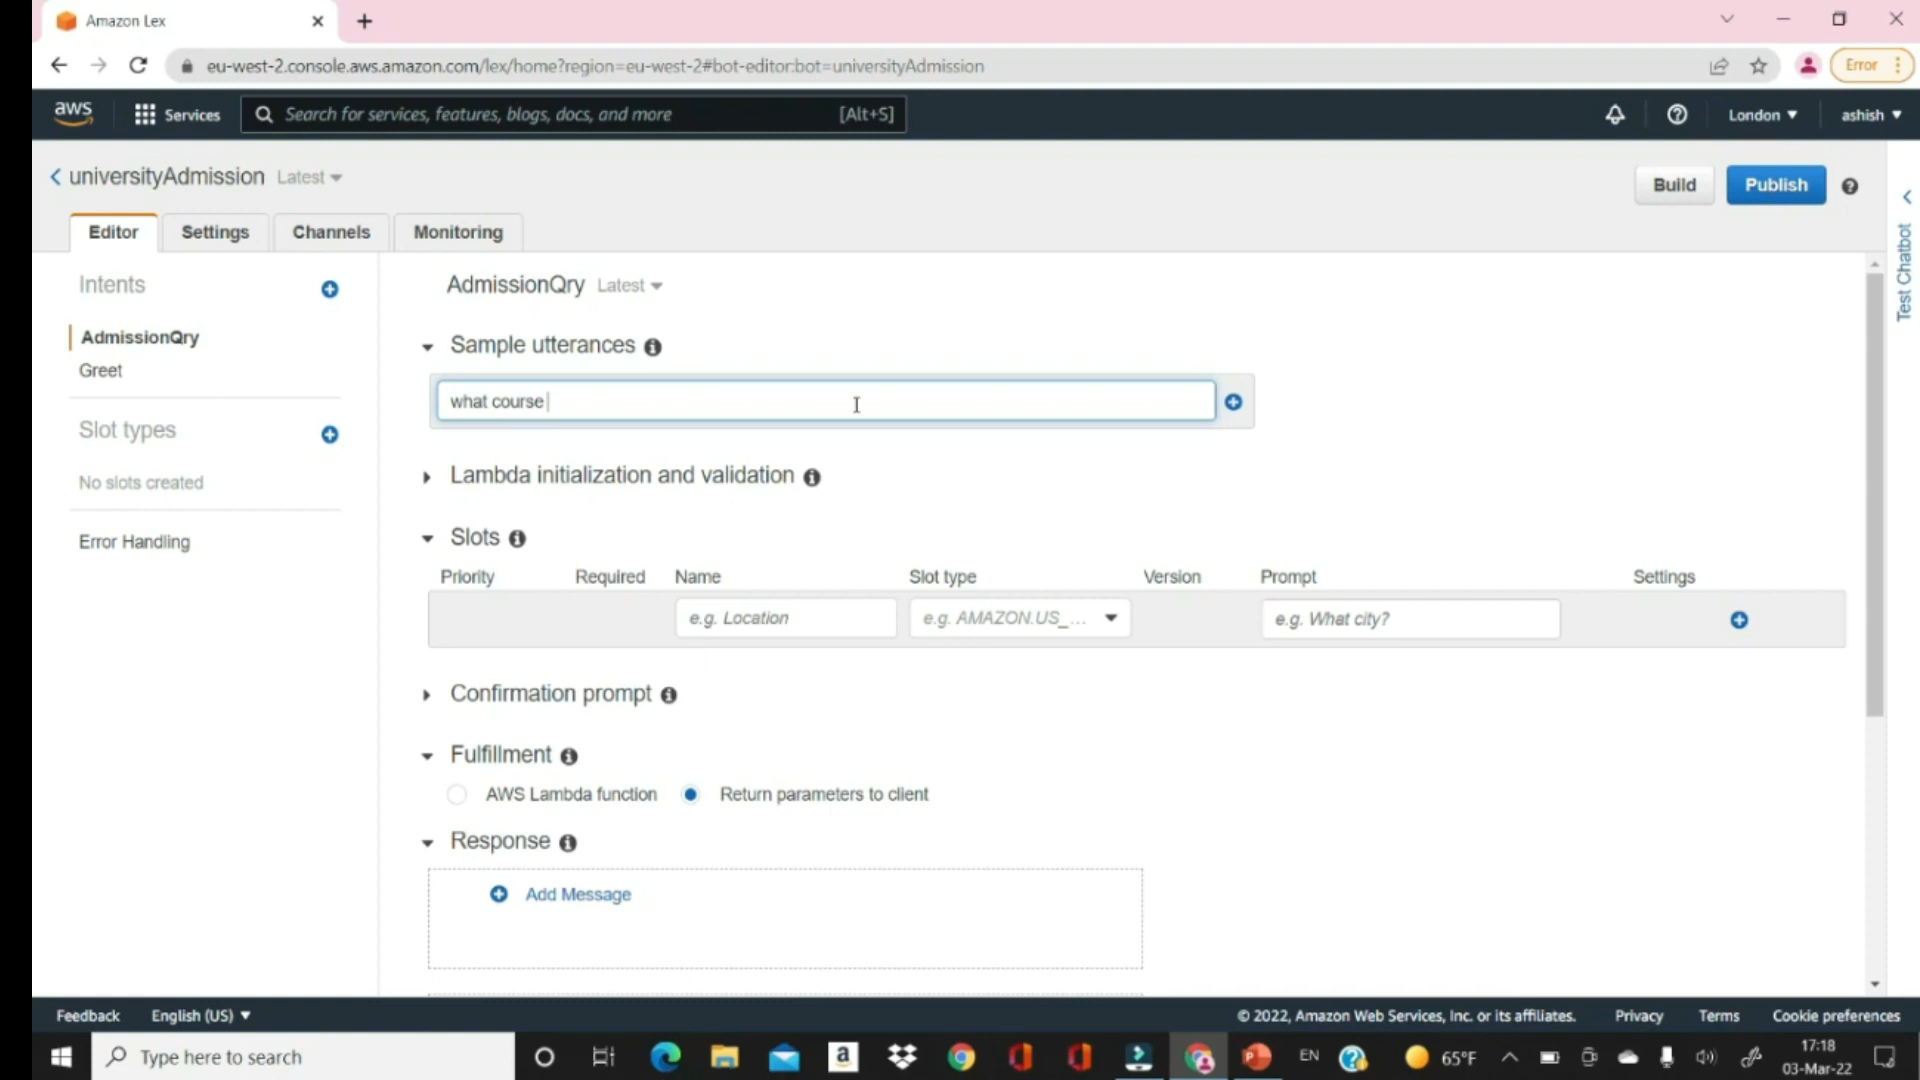 Amazon Lex
eu-west-2.console.aws.amazon.com/lex/home?region=eu-west-2#bot-editor:bot=universityAdmission
Error
aws
Services
Search for services, features, blogs, docs, and more
[Alt+S]
London
ashish
universityAdmission Latest
Build
Publish
Editor
Settings
Channels
Monitoring
Test Chatbot
Intents
AdmissionQry
Greet
Slot types
No slots created
Error Handling
AdmissionQry Latest
Sample utterances
what course
Lambda initialization and validation
Slots
Priority Required Name Slot type Version Prompt Settings
e.g. Location e.g. AMAZON.US_... e.g. What city?
Confirmation prompt
Fulfillment
AWS Lambda function Return parameters to client
Response
Add Message
Feedback English (US) © 2022, Amazon Web Services, Inc. or its affiliates. Privacy Terms Cookie preferences
Type here to search
a
P
EN
65°F
17:18
03-Mar-22